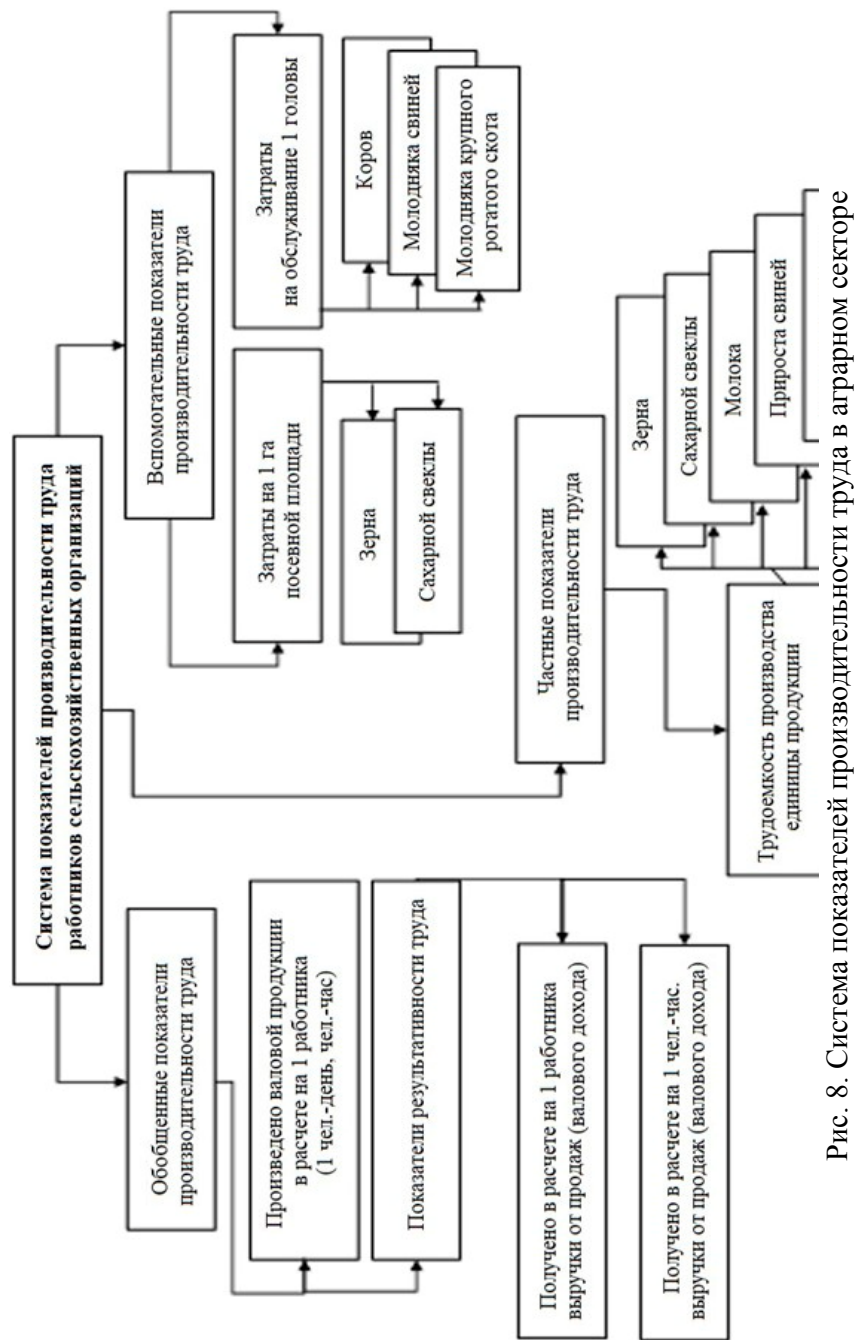 Система показателей производительности труда
работников сельскохозяйственных организаций
Обобщенные показатели
производительности труда
Произведено валовой продукции
в расчете на 1 работника
(1 чел.-день, чел.-час)
Показатели результативности труда
Получено в расчете на 1 работника
выручки от продаж (валового дохода)
Получено в расчете на 1 чел.-час.
выручки от продаж (валового дохода)
Частные показатели
производительности труда
Трудоемкость производства
единицы продукции
Зерна
Сахарной свеклы
Молока
Прироста свиней
Вспомогательные показатели
производительности труда
Затраты на 1 га
посевной площади
Зерна
Сахарной свеклы
Затраты
на обслуживание 1 головы
Коров
Молодняка свиней
Молодняка крупного
рогатого скота
Рис. 8. Система показателей производительности труда в аграрном секторе